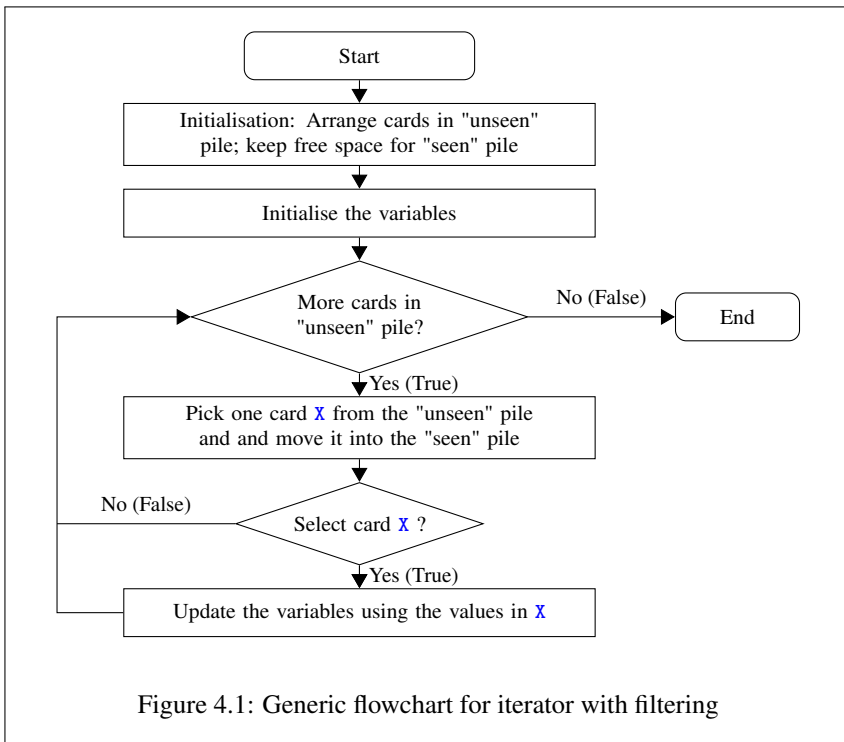 Start
Initialisation: Arrange cards in "unseen"
pile; keep free space for "seen" pile
Initialise the variables
More cards in
"unseen" pile?
No (False)
End
Yes (True)
Pick one card X from the "unseen" pile
and and move it into the "seen" pile
No (False)
Select card X ?
Yes (True)
Update the variables using the values in X
Figure 4.1: Generic flowchart for iterator with filtering